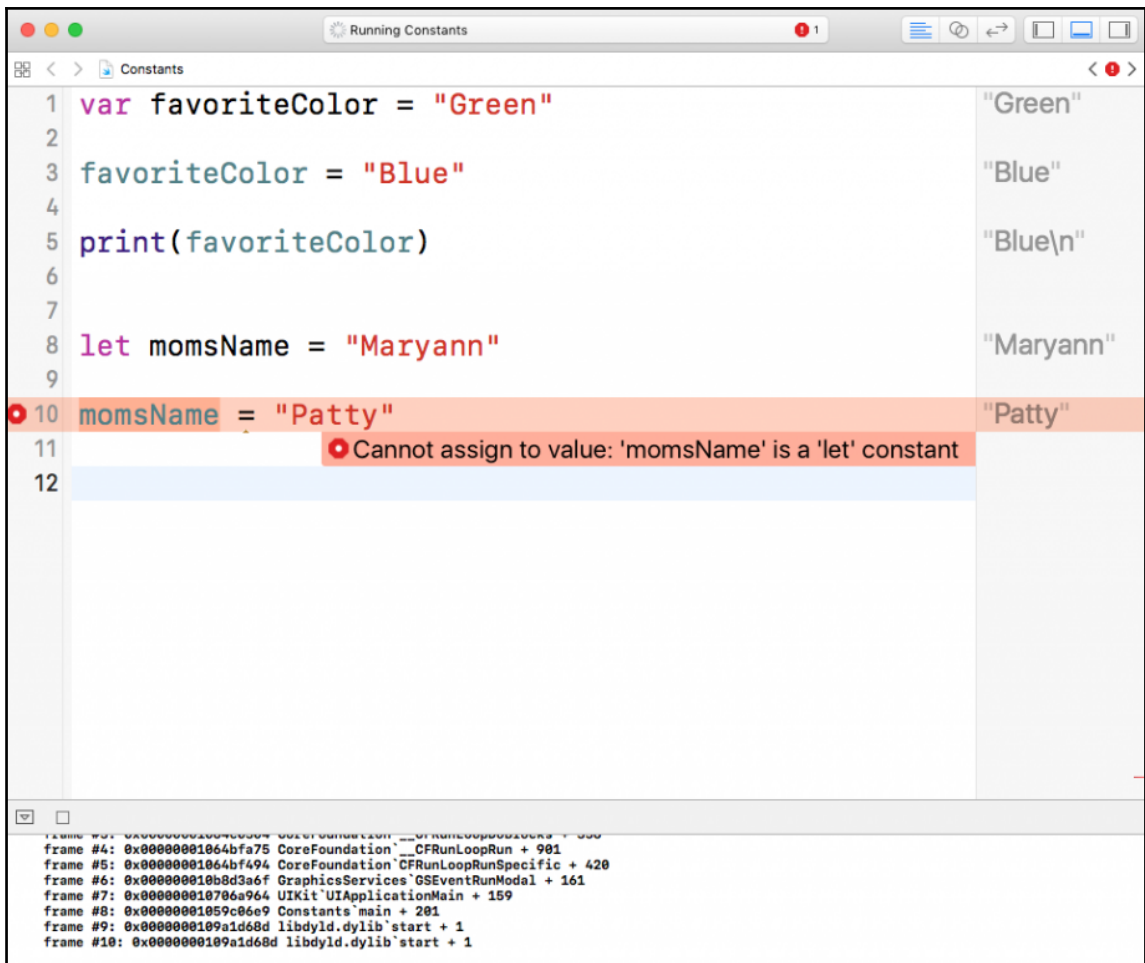 Running Constants 1
Constants
1 var favoriteColor = "Green" "Green"
2
3 favoriteColor = "Blue" "Blue"
4
5 print(favoriteColor) "Blue\n"
6
7
8 let momsName = "Maryann" "Maryann"
9
10 momsName = "Patty" "Patty"
11 Cannot assign to value: 'momsName' is a 'let' constant
12
frame #4: 0x00000001064bfa75 CoreFoundation`__CFRunLoopRun + 901
frame #5: 0x00000001064bf494 CoreFoundation`CFRunLoopRunSpecific + 420
frame #6: 0x000000010b8d3a6f GraphicsServices`GSEventRunModal + 161
frame #7: 0x000000010706a964 UIKit`UIApplicationMain + 159
frame #8: 0x00000001059c06e9 Constants`main + 201
frame #9: 0x0000000109a1d68d libdyld.dylib`start + 1
frame #10: 0x0000000109a1d68d libdyld.dylib`start + 1